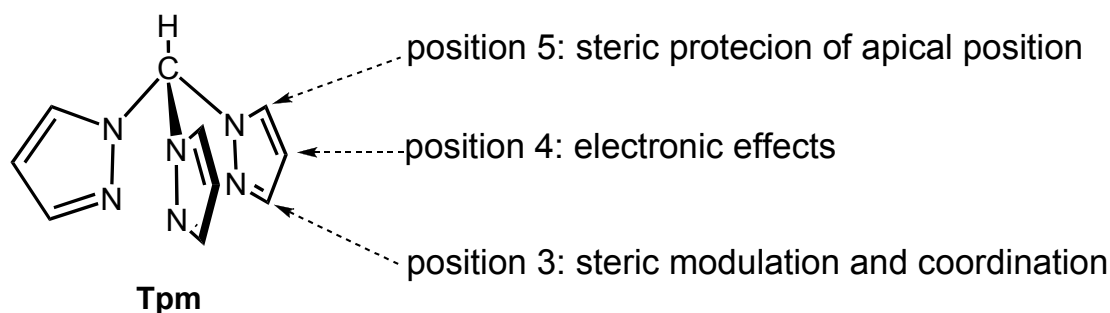 H
C
position 5: steric protecion of apical position
N
N
N
position 4: electronic effects
N
N
N
position 3: steric modulation and coordination
Tpm